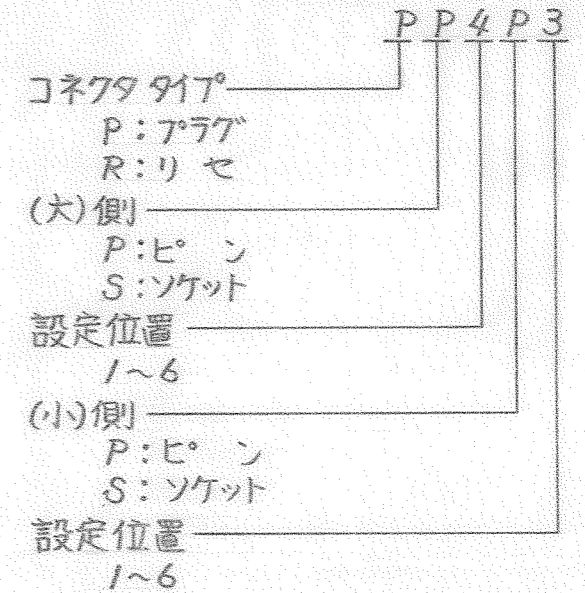 PP4P3
コネクタ タイプ
P:プラグ
R:リ セ
(大)側
P:ピ ン
S:ソケット
設定位置
1~6
(小)側
P:ピ ン
S:ソケット
設定位置
1~6